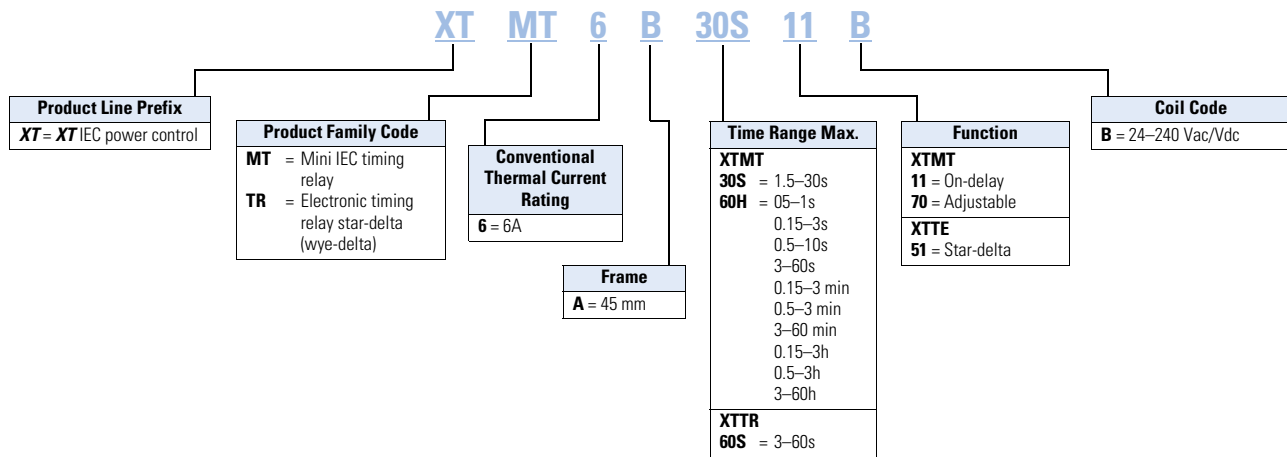 XT MT 6 B 30S 11 B
Product Line Prefix
XT = XT IEC power control
Product Family Code
MT = Mini IEC timing
relay
TR = Electronic timing
relay star-delta
(wye-delta)
Conventional
Thermal Current
Rating
6 = 6A
Frame
A = 45 mm
Time Range Max.
XTMT
30S = 1.5–30s
60H = 05–1s
0.15–3s
0.5–10s
3–60s
0.15–3 min
0.5–3 min
3–60 min
0.15–3h
0.5–3h
3–60h
XTTR
60S = 3–60s
Function
XTMT
11 = On-delay
70 = Adjustable
XTTE
51 = Star-delta
Coil Code
B = 24–240 Vac/Vdc